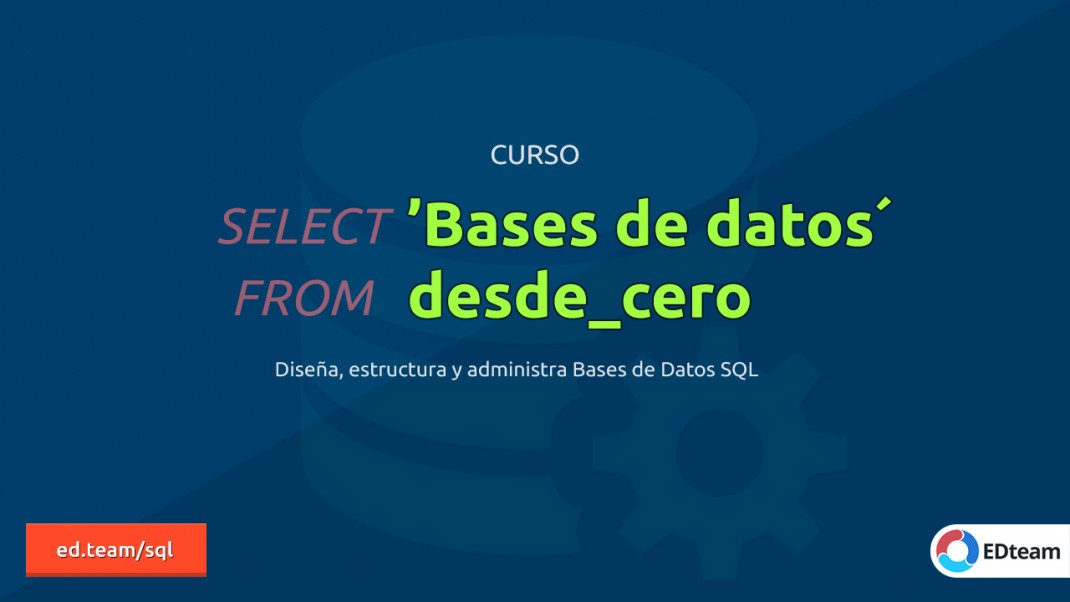 CURSO
SELECT ’Bases de datos´
FROM desde_cero
Diseña, estructura y administra Bases de Datos SQL
ed.team/sql
EDteam